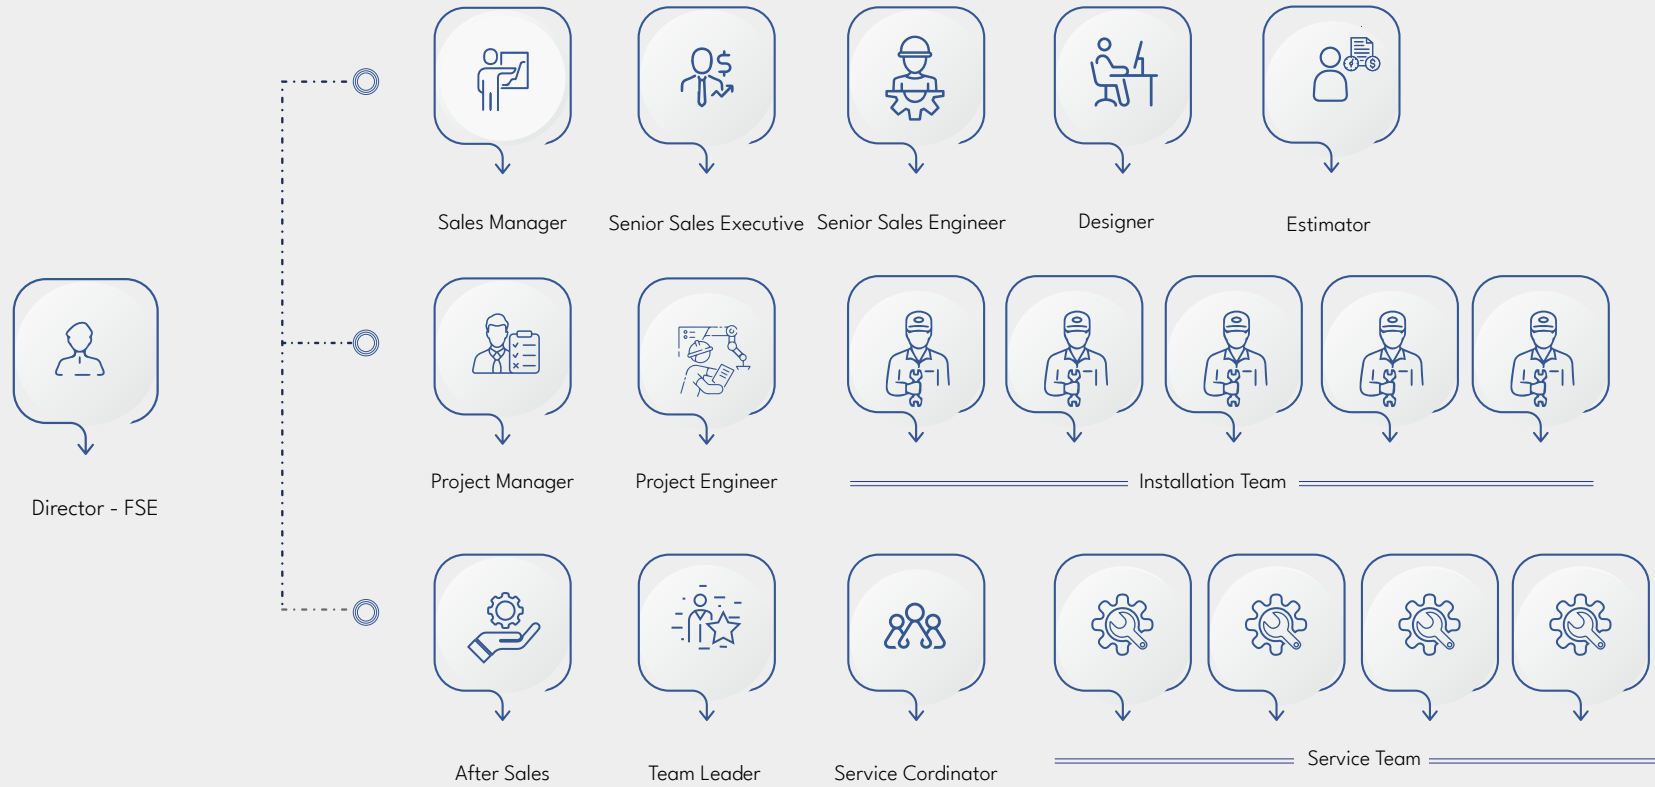 Sales Manager
Senior Sales Executive
Senior Sales Engineer
Designer
Estimator
Director - FSE
Project Manager
Project Engineer
Installation Team
After Sales
Team Leader
Service Cordinator
Service Team